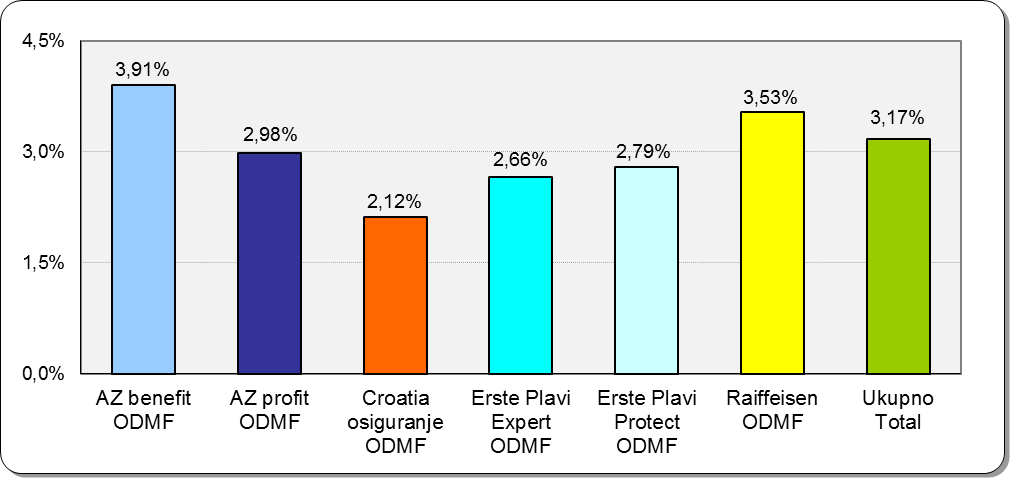 4,5%
3,0%
1,5%
0,0%
3,91%
2,98%
2,12%
2,66%
2,79%
3,53%
3,17%
AZ benefit
ODMF
AZ profit
ODMF
Croatia
osiguranje
ODMF
Erste Plavi
Expert
ODMF
Erste Plavi
Protect
ODMF
Raiffeisen
ODMF
Ukupno
Total